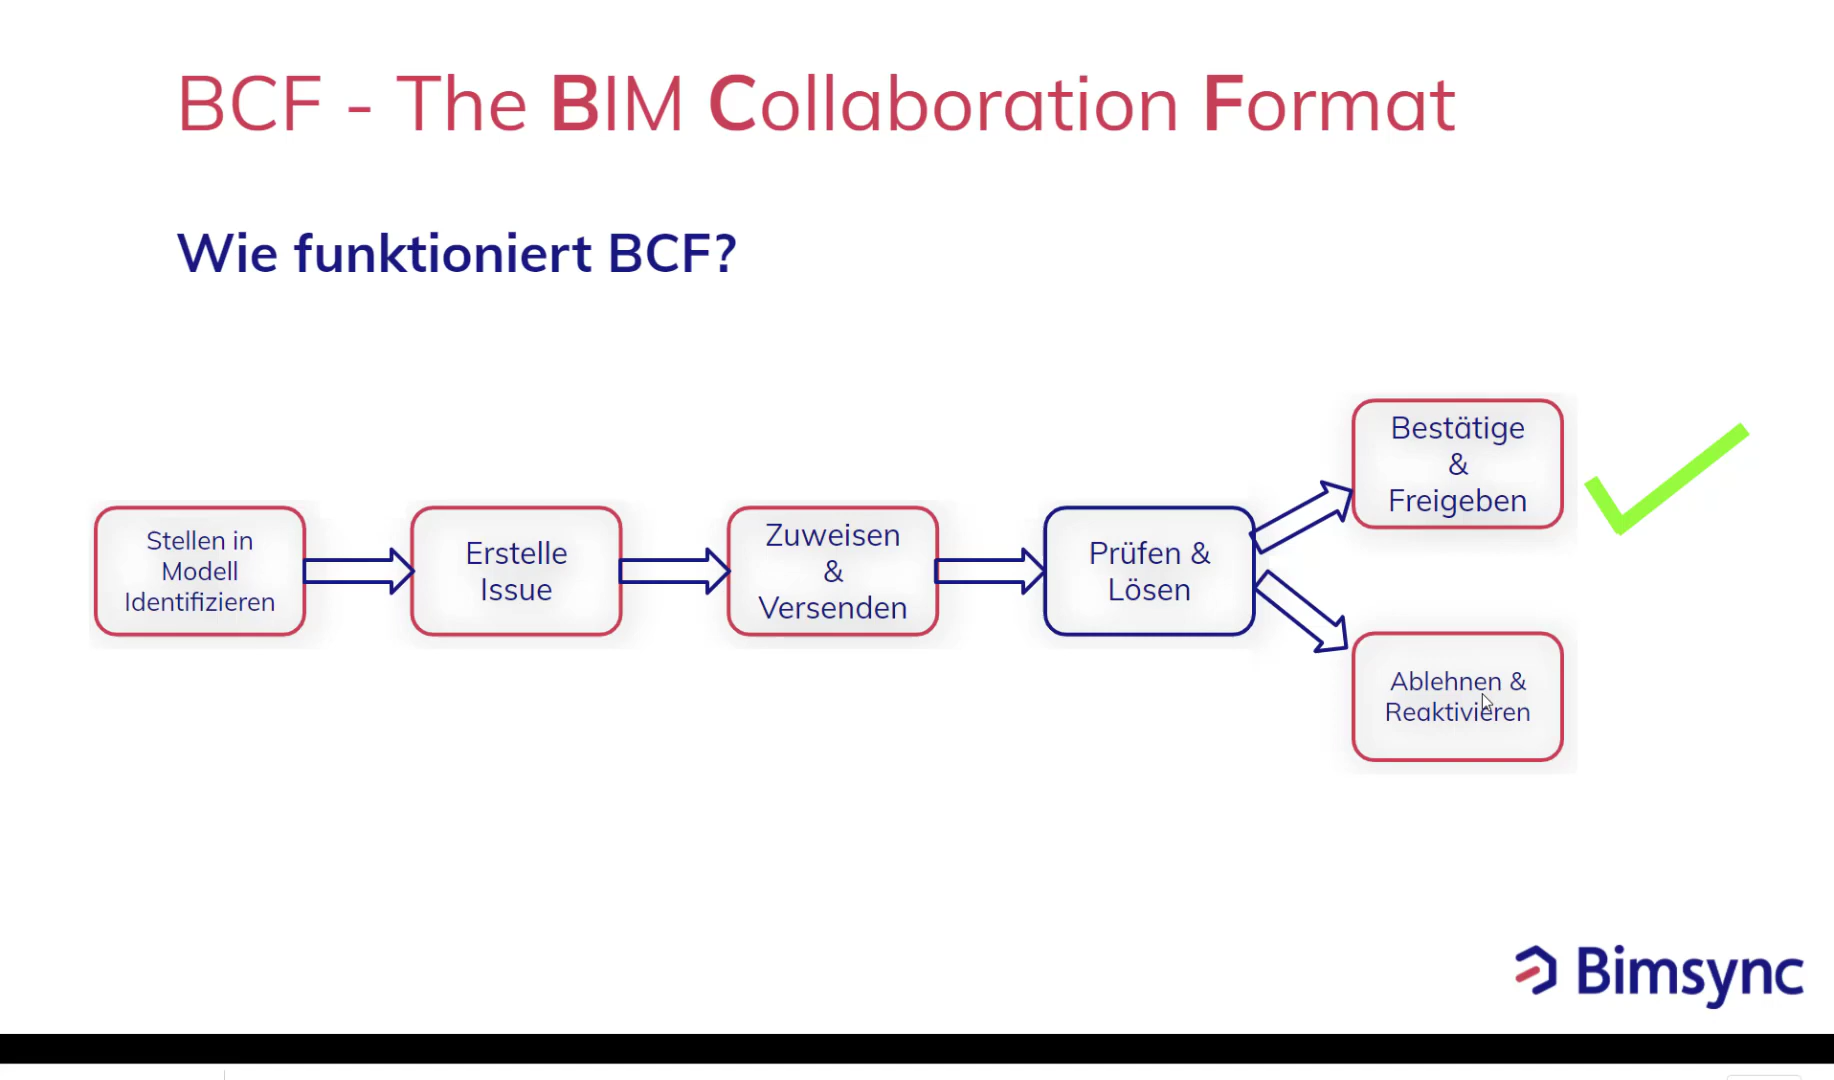 BCF - The BIM Collaboration Format
Wie funktioniert BCF?
Stellen in
Modell
Identifizieren
Erstelle
Issue
Zuweisen
&
Versenden
Prüfen &
Lösen
Bestätige
&
Freigeben
Ablehnen &
Reaktivieren
Bimsync